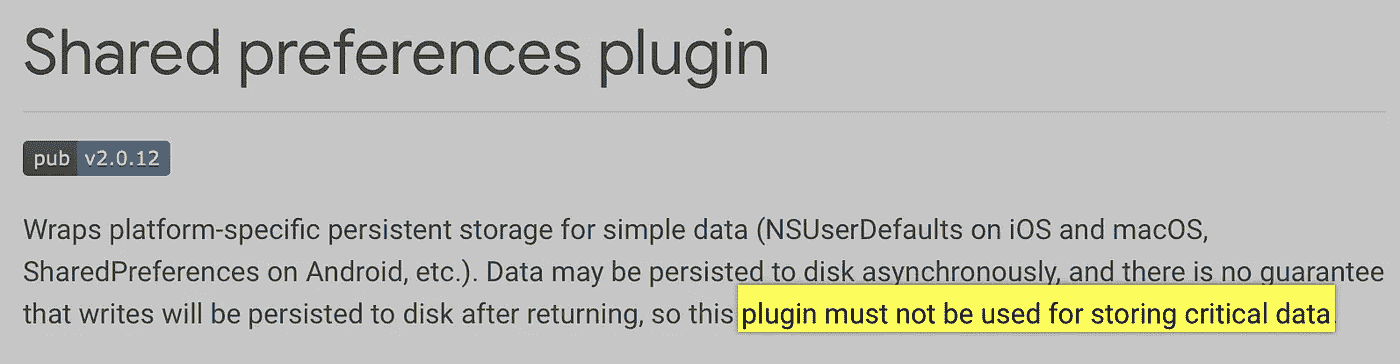 Shared preferences plugin
pub v2.0.12
Wraps platform-specific persistent storage for simple data (NSUserDefaults on iOS and macOS,
SharedPreferences on Android, etc.). Data may be persisted to disk asynchronously, and there is no guarantee
that writes will be persisted to disk after returning, so this plugin must not be used for storing critical data.